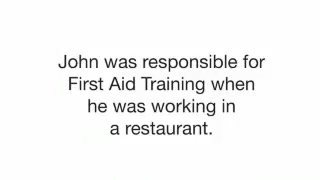 John was responsible for
First Aid Training when
he was working in
a restaurant.